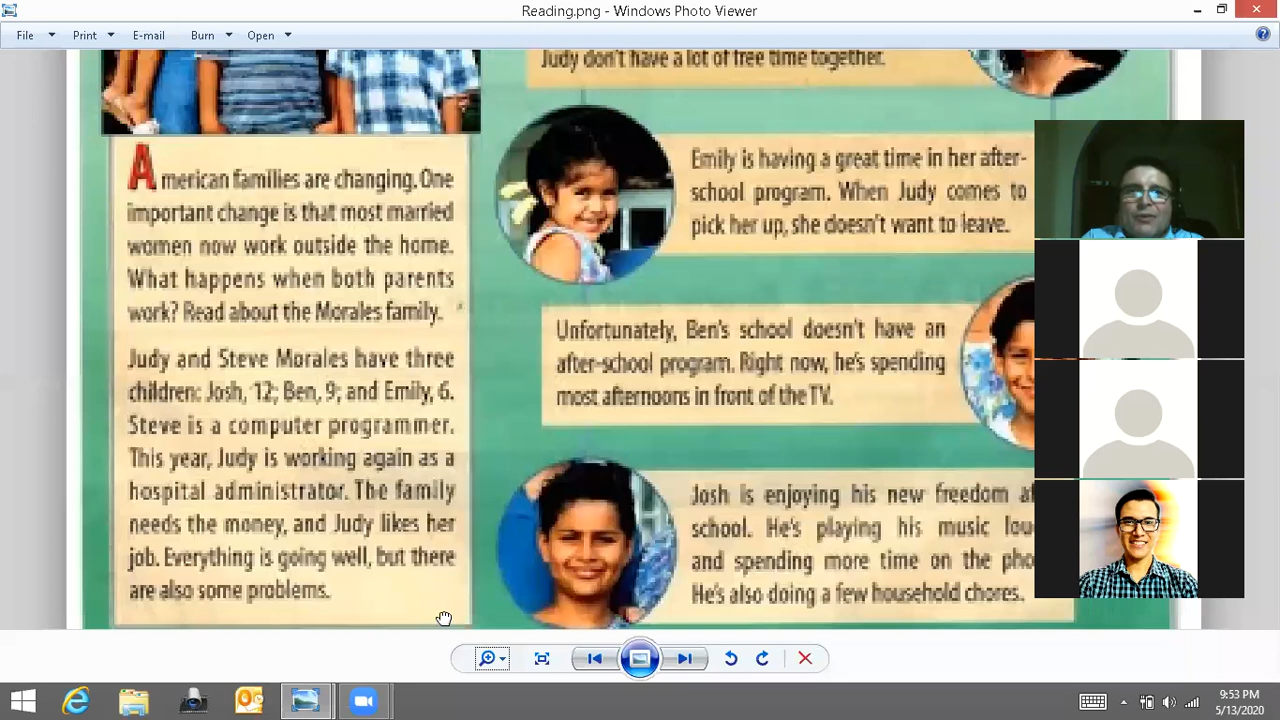 Reading.png - Windows Photo Viewer
File
Print
E-mail
Burn
Open
Judy don't have a lot of free time together.
American families are changing. One
important change is that most married
women now work outside the home.
What happens when both parents
work? Read about the Morales family.
Judy and Steve Morales have three
children: Josh, 12; Ben, 9; and Emily, 6.
Steve is a computer programmer.
This year, Judy is working again as a
hospital administrator. The family
needs the money, and Judy likes her
job. Everything is going well, but there
are also some problems.
Emily is having a great time in her after-
school program. When Judy comes to
pick her up, she doesn't want to leave.
Unfortunately, Ben's school doesn't have an
after-school program. Right now, he's spending
most afternoons in front of the TV.
Josh is enjoying his new freedom a
school. He's playing his music lou
and spending more time on the pho
He's also doing a few household chores.
9:53 PM
5/13/2020